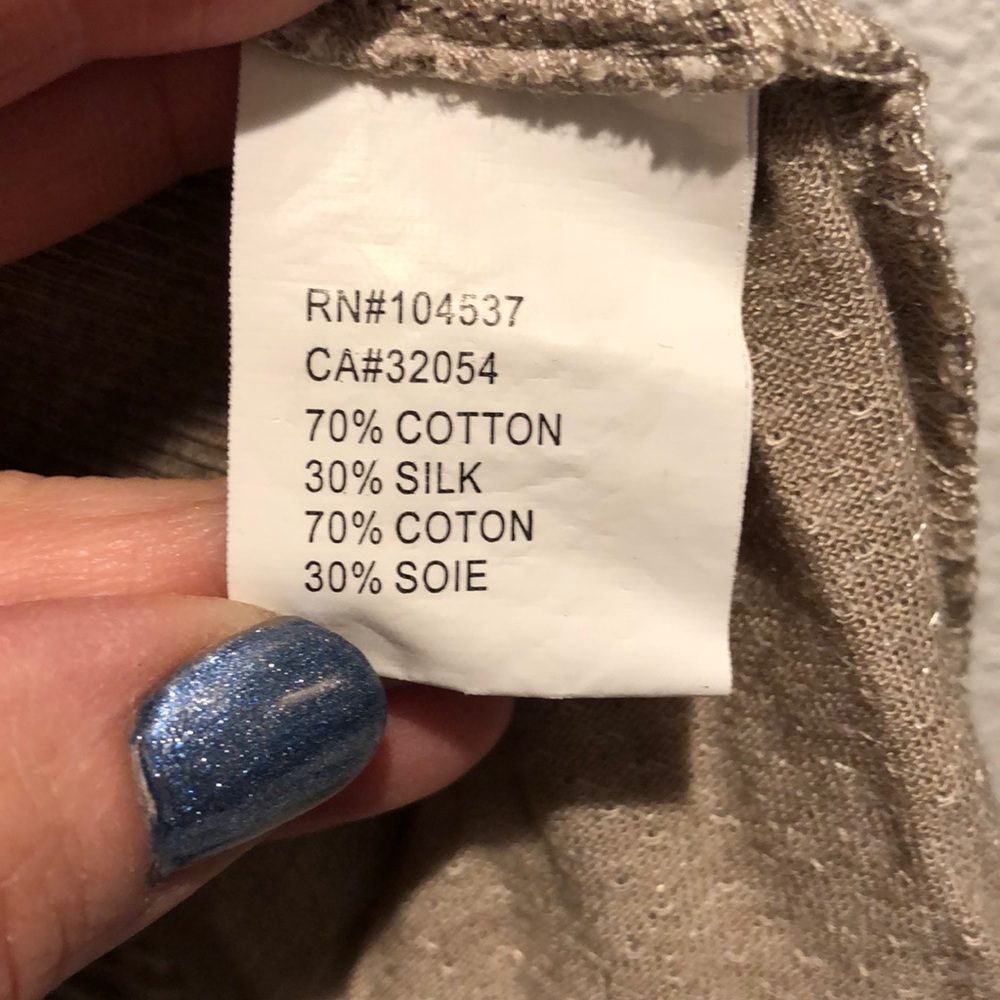 RN#104537
CA#32054
70% COTTON
30% SILK
70% COTON
30% SOIE